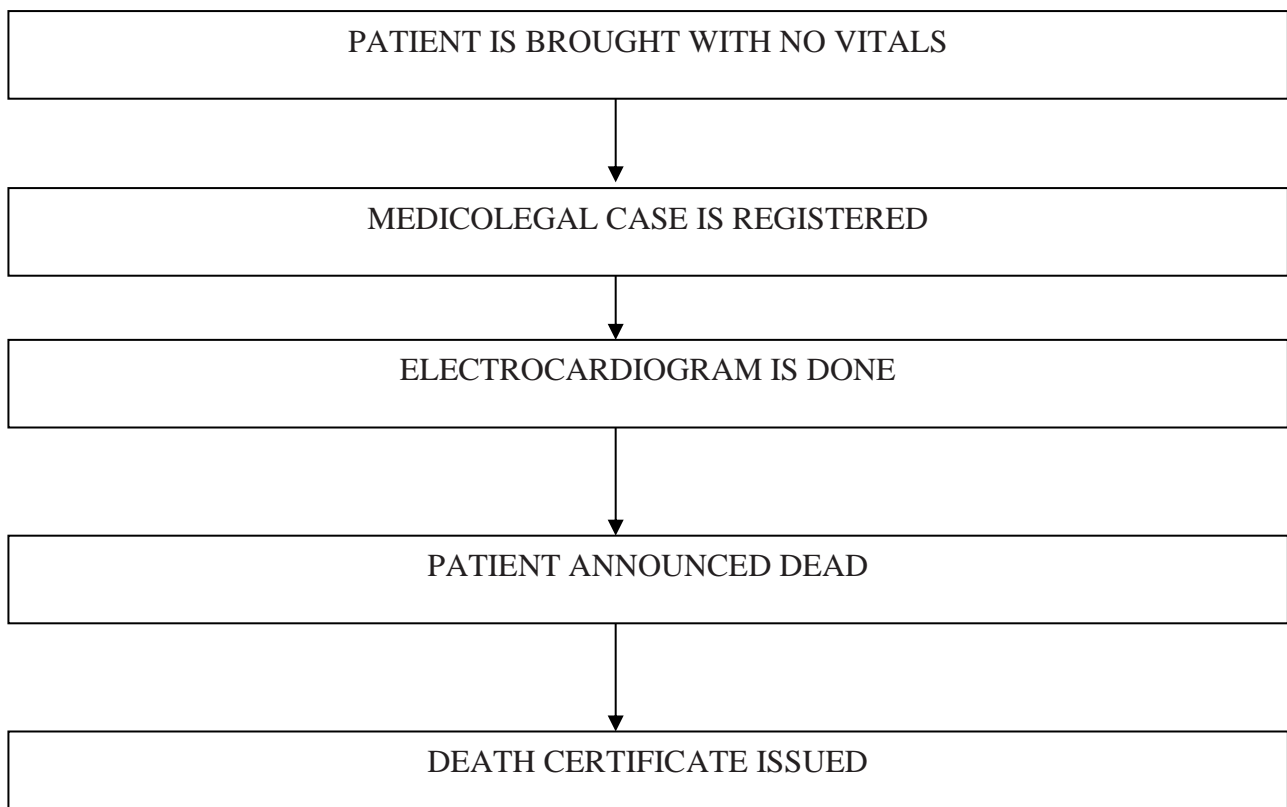 PATIENT IS BROUGHT WITH NO VITALS
MEDICOLEGAL CASE IS REGISTERED
ELECTROCARDIOGRAM IS DONE
PATIENT ANNOUNCED DEAD
DEATH CERTIFICATE ISSUED